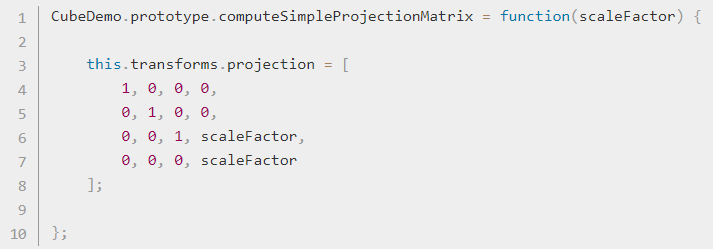 1 CubeDemo.prototype.computeSimpleProjectionMatrix = function(scaleFactor) {
2
3     this.transforms.projection = [
4         1, 0, 0, 0,
5         0, 1, 0, 0,
6         0, 0, 1, scaleFactor,
7         0, 0, 0, scaleFactor
8     ];
9
10 };